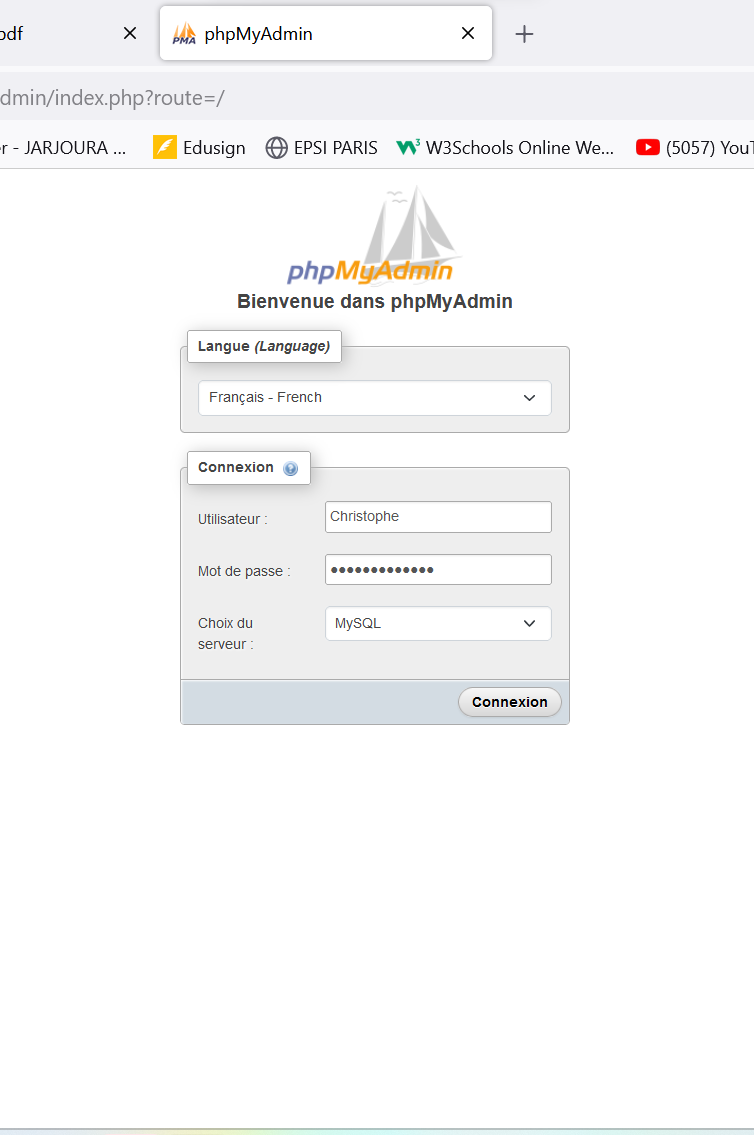 odf
phpMyAdmin
dmin/index.php?route=/
r - JARJOURA ... Edusign EPSI PARIS W3Schools Online We... (5057) YouT
phpMyAdmin
Bienvenue dans phpMyAdmin
Langue (Language)
Français - French
Connexion
Utilisateur : Christophe
Mot de passe : •••••••••••••
Choix du
serveur :
MySQL
Connexion